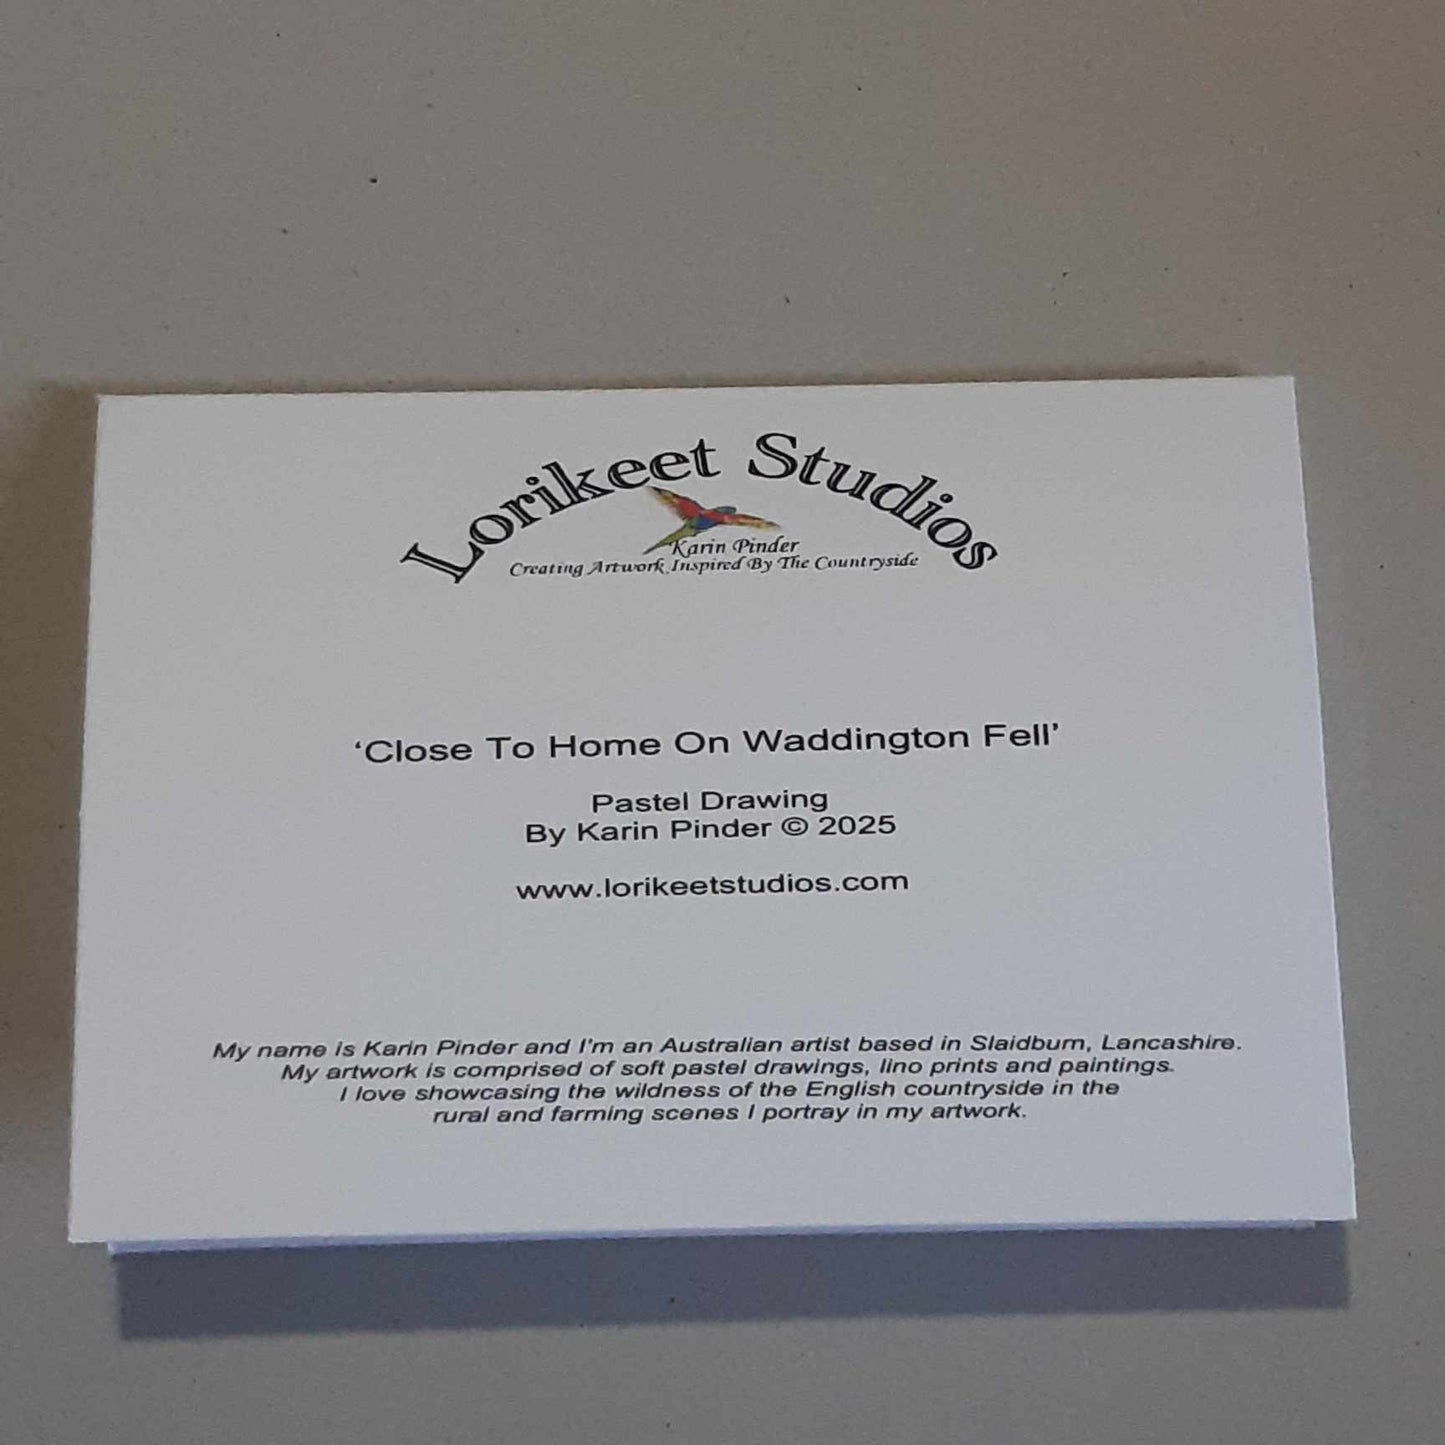 Lorikeet Studios
Karin Pinder
Creating Artwork Inspired By The Countryside
‘Close To Home On Waddington Fell’
Pastel Drawing
By Karin Pinder © 2025
www.lorikeetstudios.com
My name is Karin Pinder and I'm an Australian artist based in Slaidburn, Lancashire.
My artwork is comprised of soft pastel drawings, lino prints and paintings.
I love showcasing the wildness of the English countryside in the
rural and farming scenes I portray in my artwork.